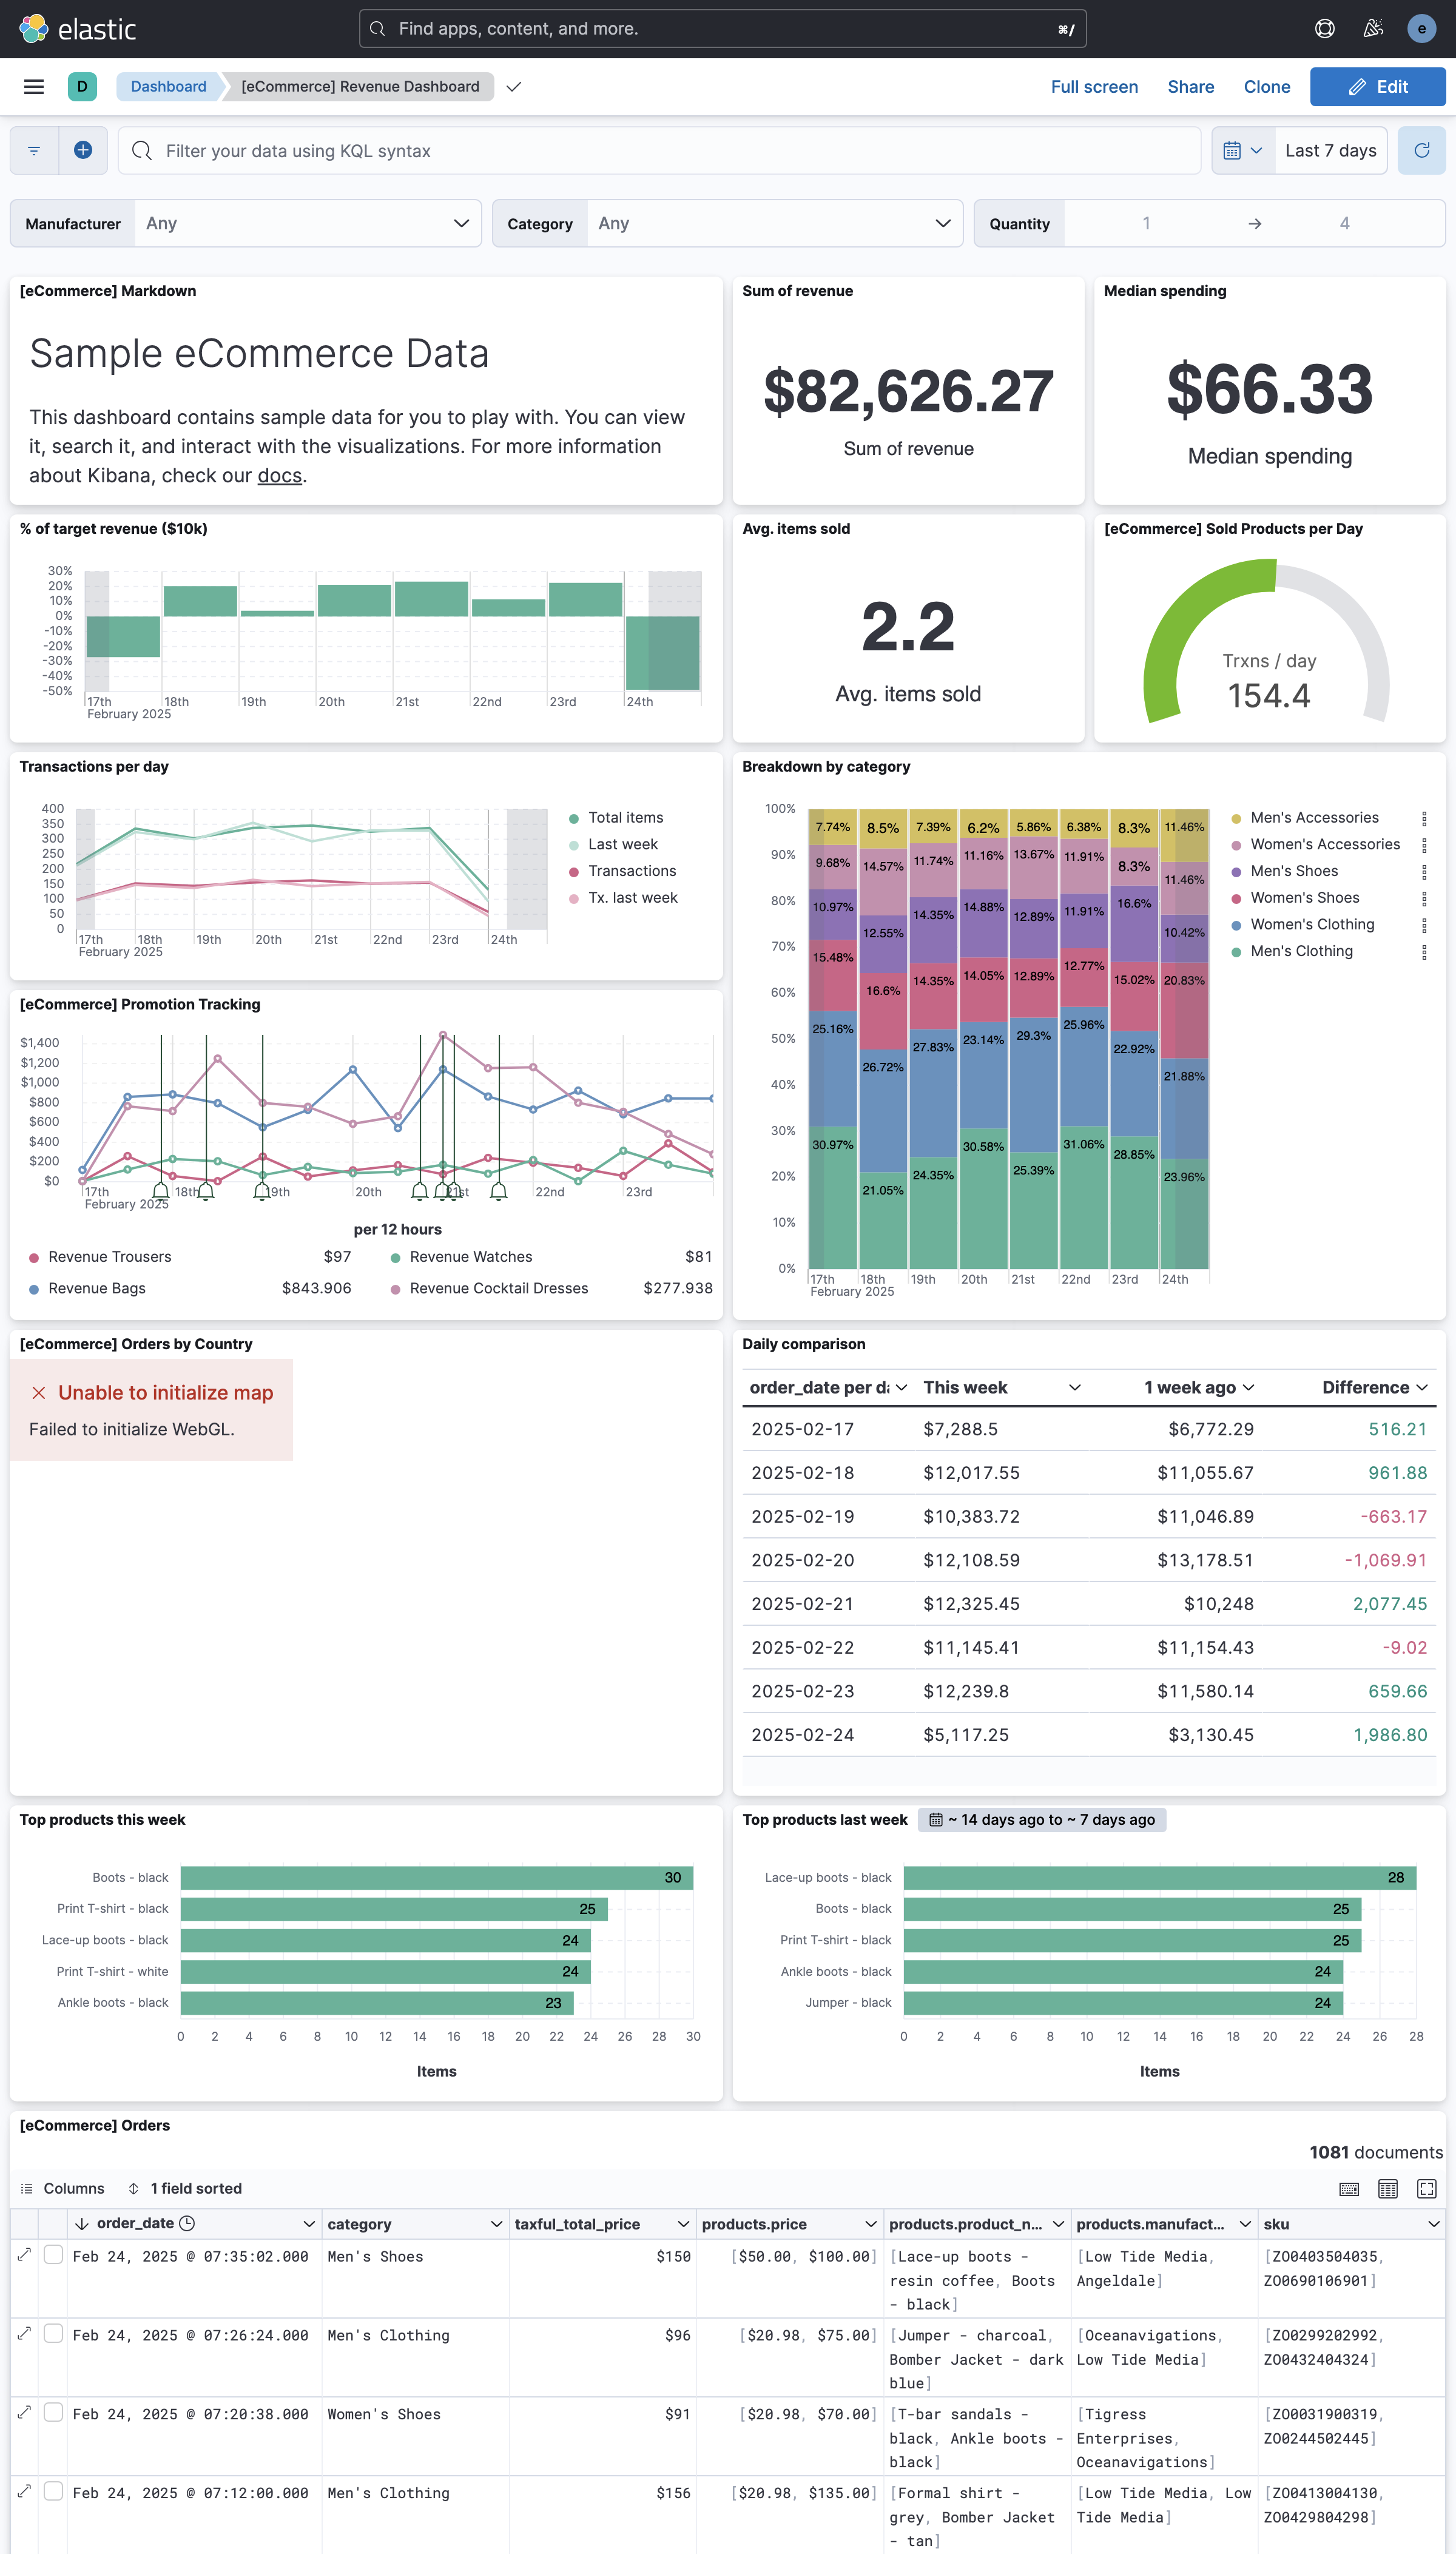 elastic
Find apps, content, and more.
⌘/
e
D
Dashboard
[eCommerce] Revenue Dashboard
Full screen
Share
Clone
Edit
Filter your data using KQL syntax
Last 7 days
Manufacturer
Any
Category
Any
Quantity
1
→
4
[eCommerce] Markdown
Sample eCommerce Data
This dashboard contains sample data for you to play with. You can view
it, search it, and interact with the visualizations. For more information
about Kibana, check our docs.
Sum of revenue
$82,626.27
Sum of revenue
Median spending
$66.33
Median spending
% of target revenue ($10k)
30%
20%
10%
0%
-10%
-20%
-30%
-40%
-50%
17th 18th 19th 20th 21st 22nd 23rd 24th
February 2025
Avg. items sold
2.2
Avg. items sold
[eCommerce] Sold Products per Day
Trxns / day
154.4
Transactions per day
400
350
300
250
200
150
100
50
0
17th 18th 19th 20th 21st 22nd 23rd 24th
February 2025
Total items
Last week
Transactions
Tx. last week
Breakdown by category
100%
90%
80%
70%
60%
50%
40%
30%
20%
10%
0%
7.74% 8.5% 7.39% 6.2% 5.86% 6.38% 8.3% 11.46%
9.68% 14.57% 11.74% 11.16% 13.67% 11.91% 8.3% 11.46%
10.97% 12.55% 14.35% 14.88% 12.89% 11.91% 16.6% 10.42%
15.48% 16.6% 14.35% 14.05% 12.89% 12.77% 15.02% 20.83%
25.16% 26.72% 27.83% 23.14% 29.3% 25.96% 22.92% 21.88%
30.97% 21.05% 24.35% 30.58% 25.39% 31.06% 28.85% 23.96%
17th 18th 19th 20th 21st 22nd 23rd 24th
February 2025
Men's Accessories
Women's Accessories
Men's Shoes
Women's Shoes
Women's Clothing
Men's Clothing
[eCommerce] Promotion Tracking
$1,400
$1,200
$1,000
$800
$600
$400
$200
$0
17th 18th 19th 20th 21st 22nd 23rd
February 2025
per 12 hours
Revenue Trousers $97
Revenue Watches $81
Revenue Bags $843.906
Revenue Cocktail Dresses $277.938
[eCommerce] Orders by Country
Unable to initialize map
Failed to initialize WebGL.
Daily comparison
order_date per d This week 1 week ago Difference
2025-02-17 $7,288.5 $6,772.29 516.21
2025-02-18 $12,017.55 $11,055.67 961.88
2025-02-19 $10,383.72 $11,046.89 -663.17
2025-02-20 $12,108.59 $13,178.51 -1,069.91
2025-02-21 $12,325.45 $10,248 2,077.45
2025-02-22 $11,145.41 $11,154.43 -9.02
2025-02-23 $12,239.8 $11,580.14 659.66
2025-02-24 $5,117.25 $3,130.45 1,986.80
Top products this week
Boots - black 30
Print T-shirt - black 25
Lace-up boots - black 24
Print T-shirt - white 24
Ankle boots - black 23
0 2 4 6 8 10 12 14 16 18 20 22 24 26 28 30
Items
Top products last week
~ 14 days ago to ~ 7 days ago
Lace-up boots - black 28
Boots - black 25
Print T-shirt - black 25
Ankle boots - black 24
Jumper - black 24
0 2 4 6 8 10 12 14 16 18 20 22 24 26 28
Items
[eCommerce] Orders
1081 documents
Columns
1 field sorted
order_date category taxful_total_price products.price products.product_n... products.manufact... sku
Feb 24, 2025 @ 07:35:02.000 Men's Shoes $150 [$50.00, $100.00] [Lace-up boots - [Low Tide Media, [ZO0403504035,
resin coffee, Boots Angeldale] ZO0690106901]
- black]
Feb 24, 2025 @ 07:26:24.000 Men's Clothing $96 [$20.98, $75.00] [Jumper - charcoal, [Oceanavigations, [ZO0299202992,
Bomber Jacket - dark Low Tide Media] ZO0432404324]
blue]
Feb 24, 2025 @ 07:20:38.000 Women's Shoes $91 [$20.98, $70.00] [T-bar sandals - [Tigress [ZO0031900319,
black, Ankle boots - Enterprises, ZO0244502445]
black] Oceanavigations]
Feb 24, 2025 @ 07:12:00.000 Men's Clothing $156 [$20.98, $135.00] [Formal shirt - [Low Tide Media, Low [ZO0413004130,
grey, Bomber Jacket Tide Media] ZO0429804298]
- tan]